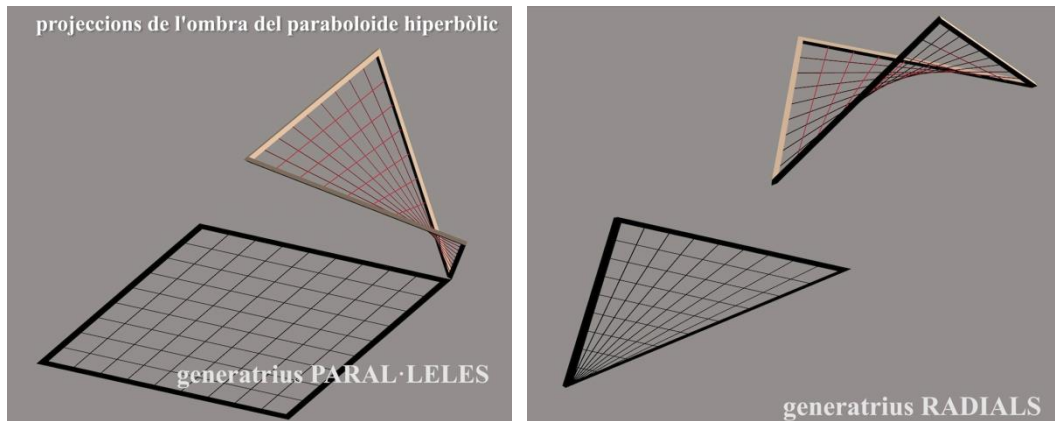 projeccions de l'ombra del paraboloide hiperbòlic
generatrius PARAL·LELES
generatrius RADIALS